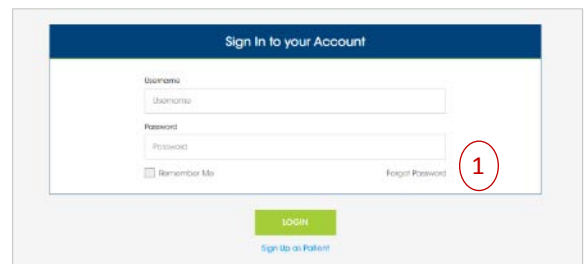 Sign In to your Account
Username
Username
Password
Password
Remember Me
Forgot Password
1
LOGIN
Sign Up as Patient